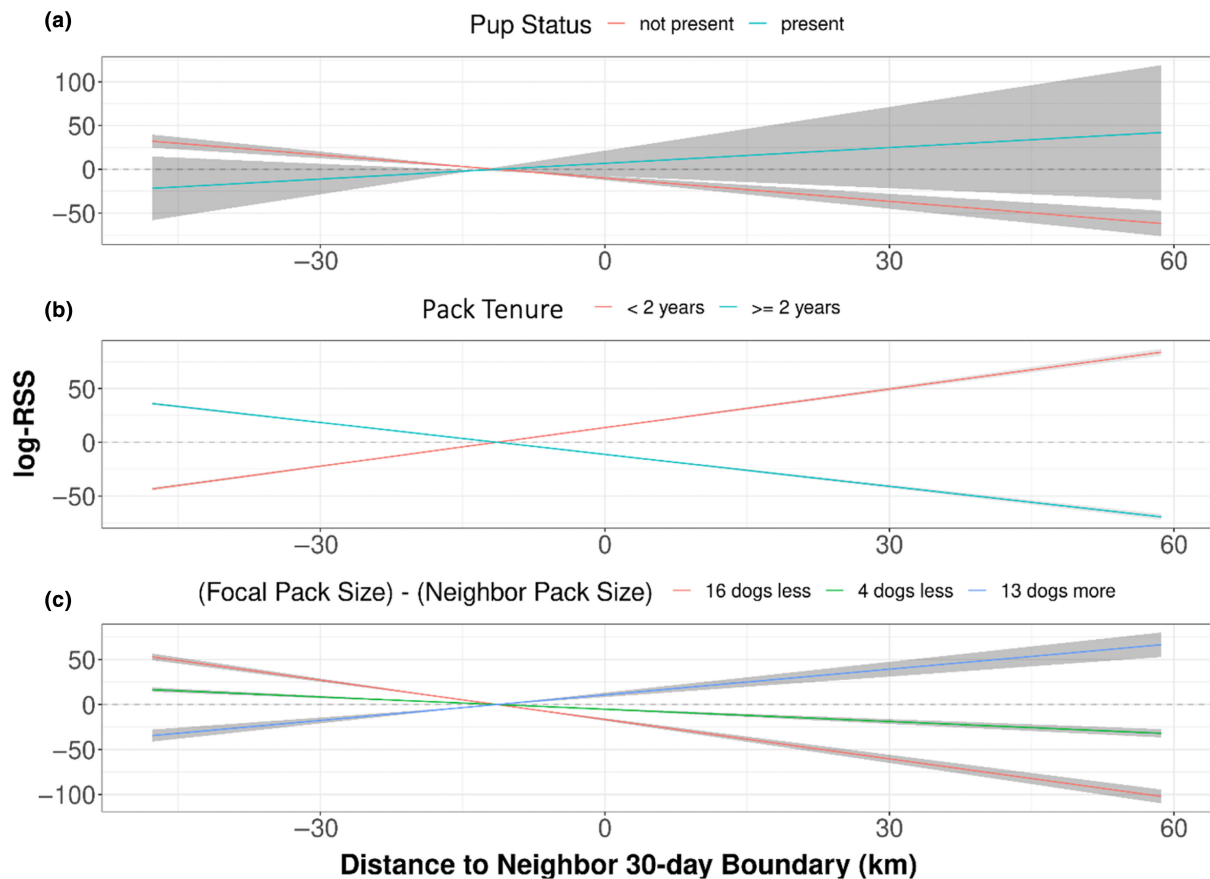 (a)
Pup Status not present present
100
50
0
−50
−30 0 30 60
(b)
Pack Tenure < 2 years >= 2 years
50
0
−50
−30 0 30 60
log-RSS
(c)
(Focal Pack Size) - (Neighbor Pack Size) 16 dogs less 4 dogs less 13 dogs more
50
0
−50
−100
−30 0 30 60
Distance to Neighbor 30-day Boundary (km)